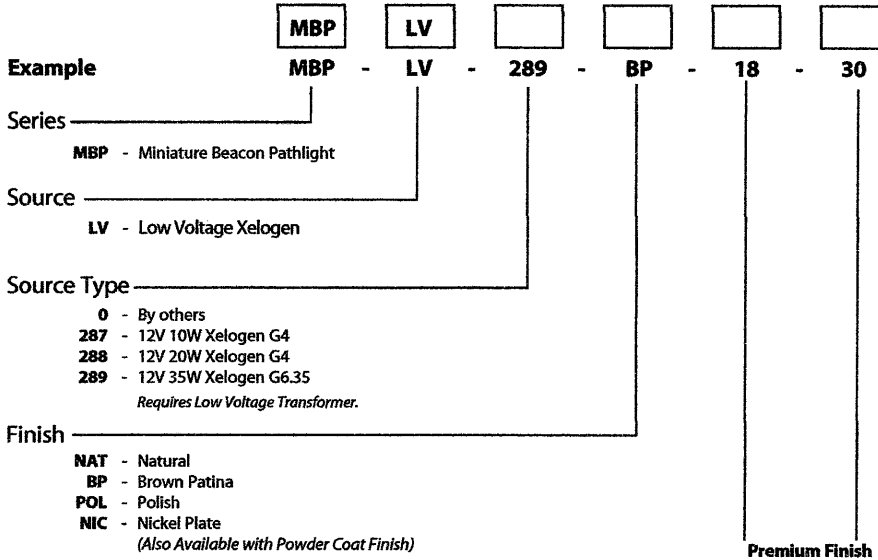 MBP LV
Example MBP - LV - 289 - BP - 18 - 30
Series
MBP - Miniature Beacon Pathlight
Source
LV - Low Voltage Xelogen
Source Type
0 - By others
287 - 12V 10W Xelogen G4
288 - 12V 20W Xelogen G4
289 - 12V 35W Xelogen G6.35
Requires Low Voltage Transformer.
Finish
NAT - Natural
BP - Brown Patina
POL - Polish
NIC - Nickel Plate
(Also Available with Powder Coat Finish)
Premium Finish